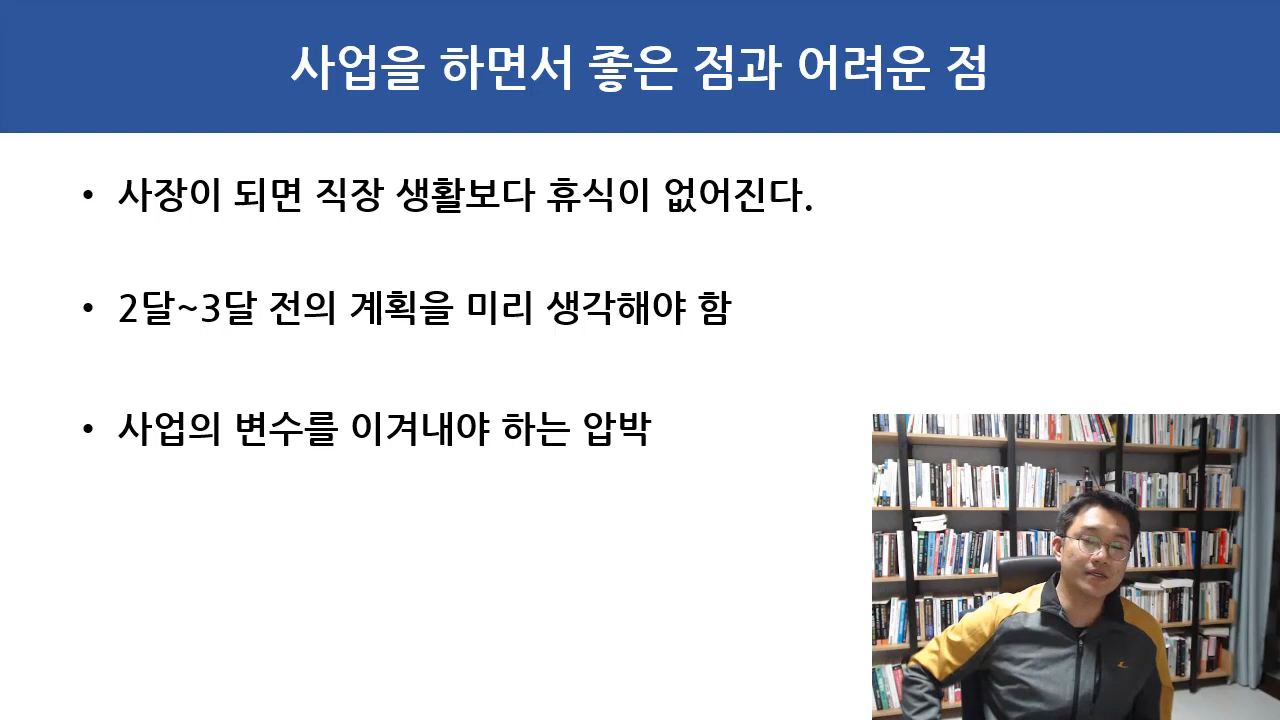 사업을 하면서 좋은 점과 어려운 점
• 사장이 되면 직장 생활보다 휴식이 없어진다.
• 2달~3달 전의 계획을 미리 생각해야 함
• 사업의 변수를 이겨내야 하는 압박